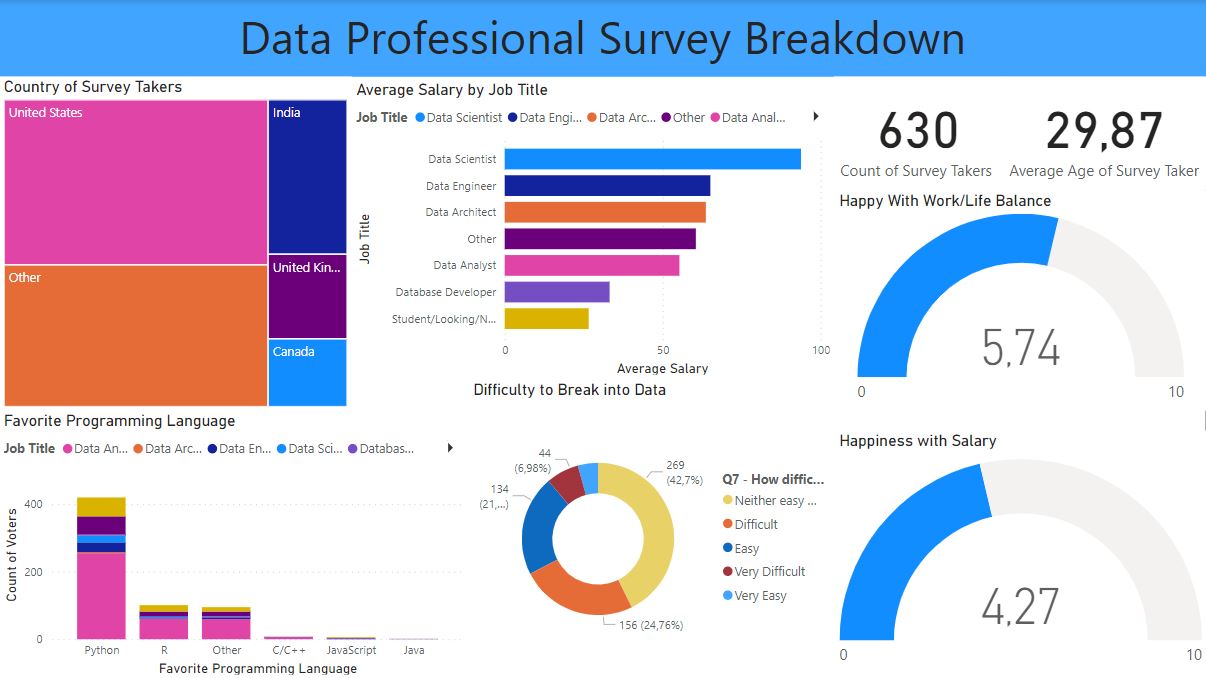 Data Professional Survey Breakdown
Country of Survey Takers
United States
India
Other
United Kin...
Canada
Average Salary by Job Title
Job Title Data Scientist Data Engi... Data Arc... Other Data Anal...
Job Title
Data Scientist
Data Engineer
Data Architect
Other
Data Analyst
Database Developer
Student/Looking/N...
0 50 100
Average Salary
630
Count of Survey Takers
29,87
Average Age of Survey Taker
Happy With Work/Life Balance
5,74
0 10
Favorite Programming Language
Job Title Data An... Data Arc... Data En... Data Sci... Databas...
Count of Voters
400
200
0
Python R Other C/C++ JavaScript Java
Favorite Programming Language
Difficulty to Break into Data
44
(6,98%)
269
(42,7%)
134
(21,...)
156 (24,76%)
Q7 - How diffic...
Neither easy ...
Difficult
Easy
Very Difficult
Very Easy
Happiness with Salary
4,27
0 10